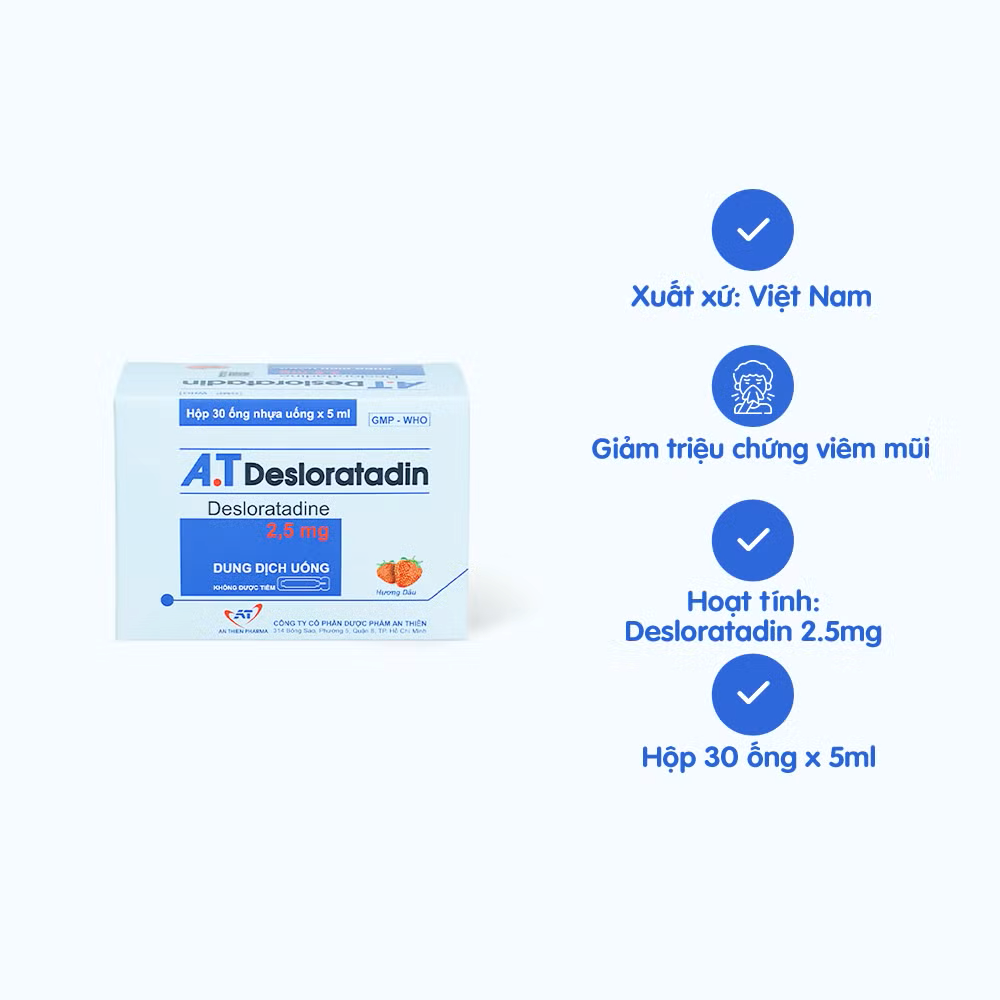 A.T Desloratadin
Desloratadine
Hộp 30 ống nhựa uống x 5 ml
GMP - WHO
A.T Desloratadin
Desloratadine
2,5 mg
DUNG DỊCH UỐNG
KHÔNG ĐƯỢC TIÊM
Hương Dâu
AT
AN THIEN PHARMA
CÔNG TY CỔ PHẦN DƯỢC PHẨM AN THIÊN
314 Bông Sao, Phường 5, Quận 8, TP. Hồ Chí Minh
Xuất xứ: Việt Nam
Giảm triệu chứng viêm mũi
Hoạt tính:
Desloratadin 2.5mg
Hộp 30 ống x 5ml